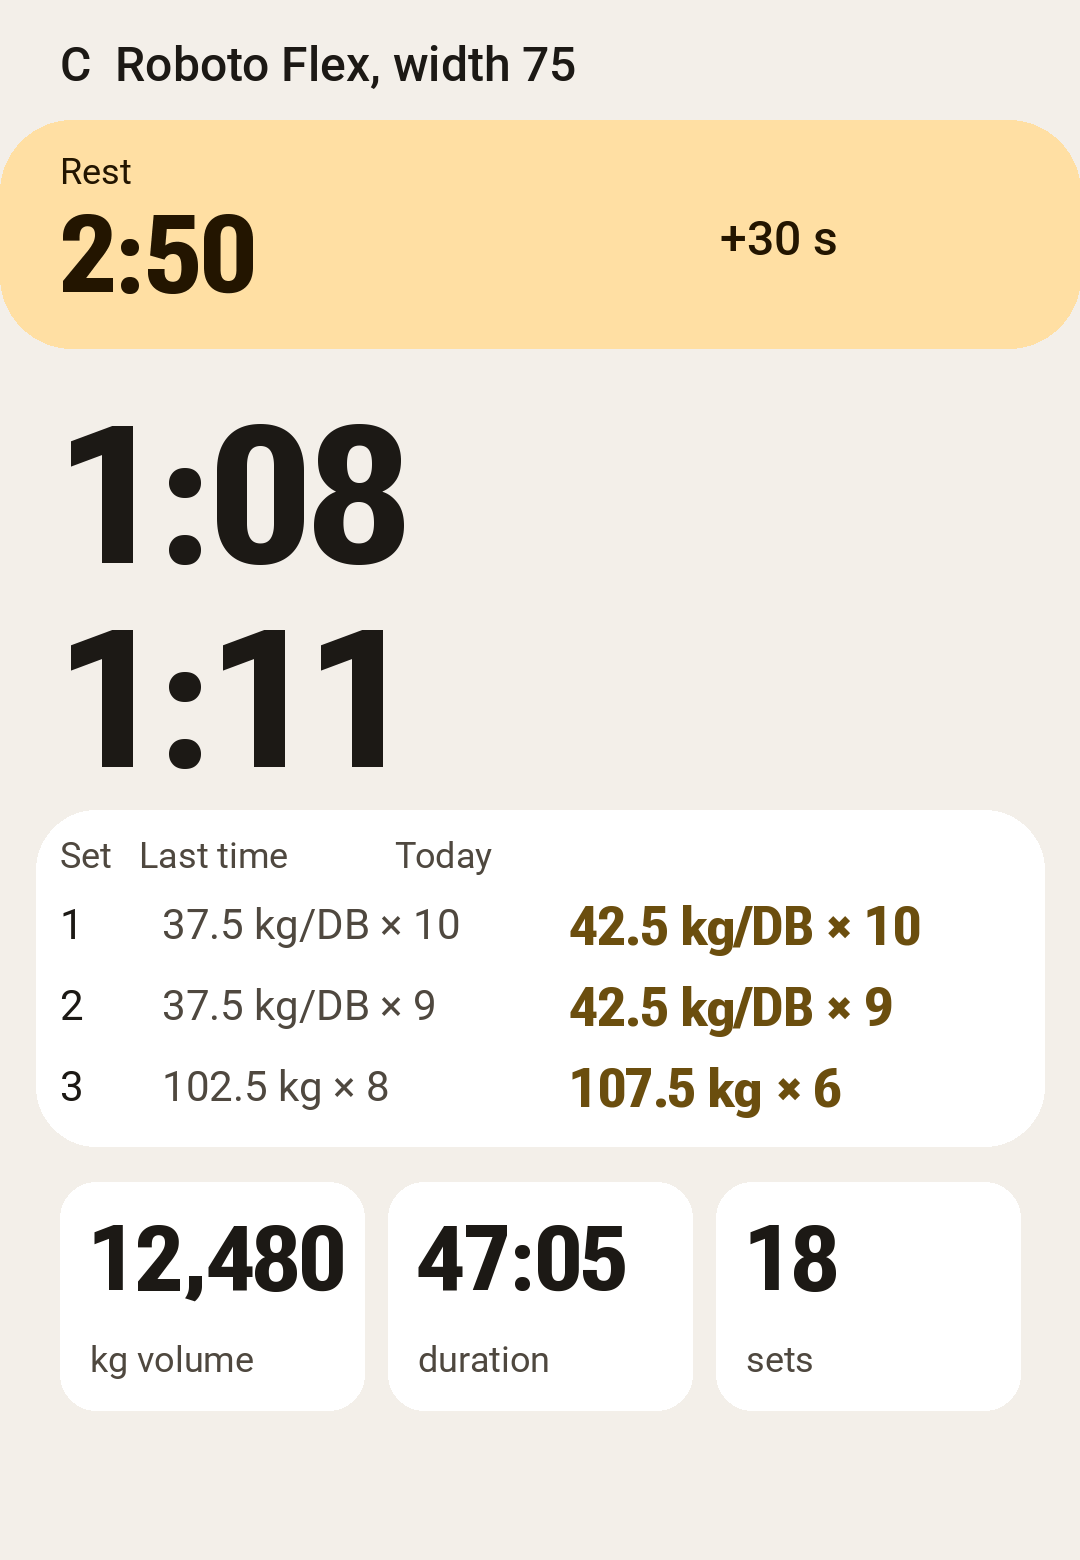 C Roboto Flex, width 75
Rest
2:50
+30 s
1:08
1:11
Set Last time Today
1 37.5 kg/DB × 10 42.5 kg/DB × 10
2 37.5 kg/DB × 9 42.5 kg/DB × 9
3 102.5 kg × 8 107.5 kg × 6
12,480 47:05 18
kg volume duration sets